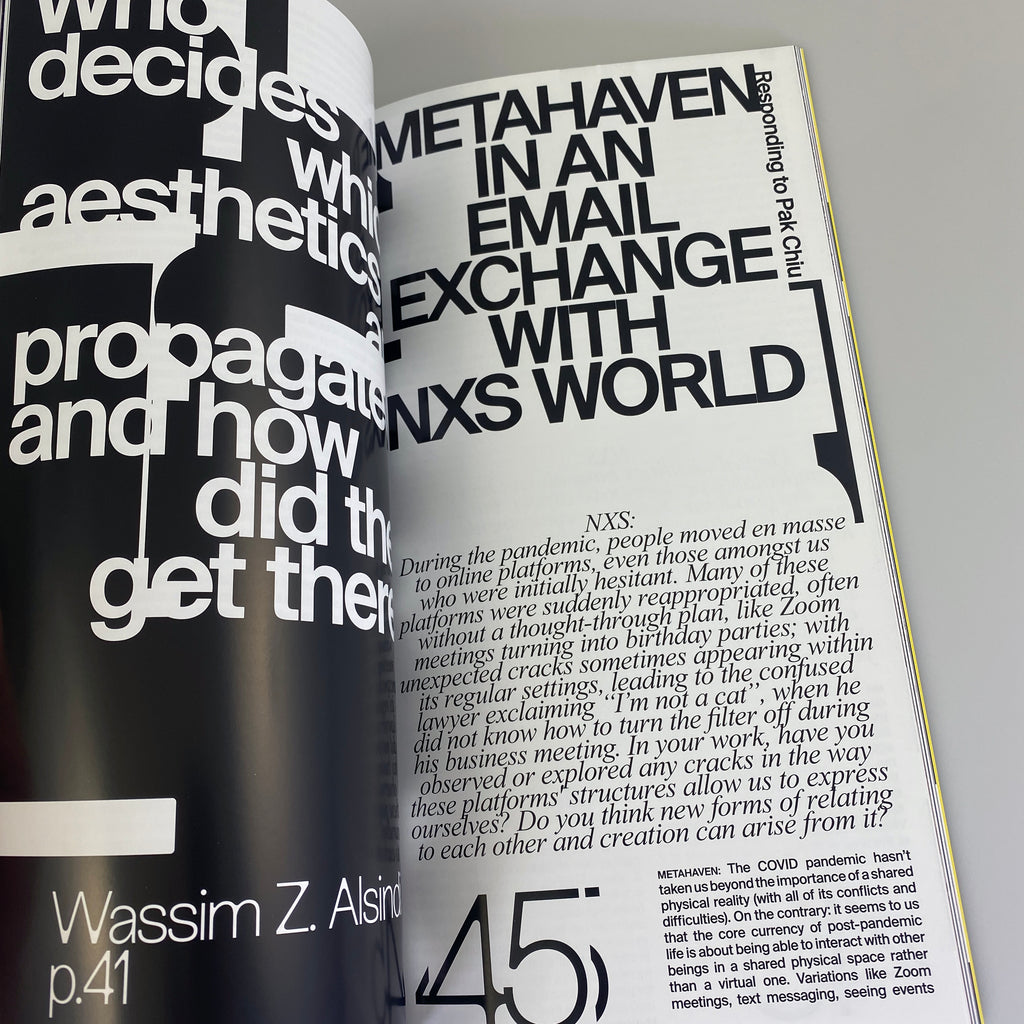 who
decides
aesthetics
propagate
and how
did the
get
Wassim Z.
p.41
METAHAVEN
IN AN
EMAIL
EXCHANGE
WITH
NXS WORLD
Responding to Pak Chiu
NXS:
During the pandemic, people moved en masse
to online platforms, even those amongst us
who were initially hesitant. Many of these
platforms were suddenly reappropriated, often
without a thought-through plan, like Zoom
meetings turning into birthday parties; with
unexpected cracks sometimes appearing within
its regular settings, leading to the confused
lawyer exclaiming “I’m not a cat”, when he
did not know how to turn the filter off during
his business meeting. In your work, have you
observed or explored any cracks in the way
these platforms' structures allow us to express
ourselves? Do you think new forms of relating
to each other and creation can arise from it?
45
METAHAVEN: The COVID pandemic hasn't
taken us beyond the importance of a shared
physical reality (with all of its conflicts and
difficulties). On the contrary: it seems to us
that the core currency of post-pandemic
life is about being able to interact with other
beings in a shared physical space rather
than a virtual one. Variations like Zoom
meetings, text messaging, seeing events